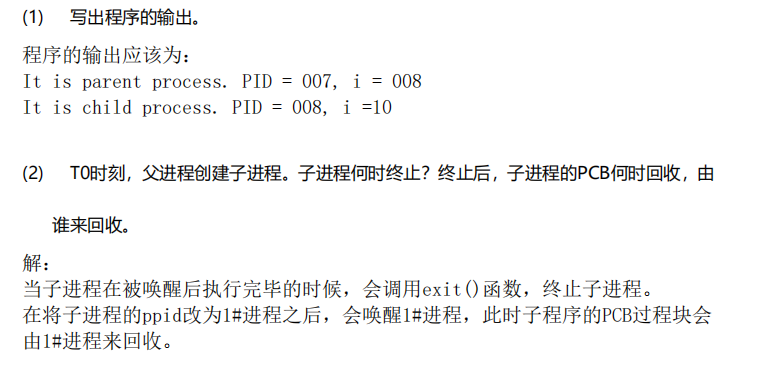 (1) 写出程序的输出。
程序的输出应该为：
It is parent process. PID = 007, i = 008
It is child process. PID = 008, i =10
(2) T0时刻，父进程创建子进程。子进程何时终止？终止后，子进程的PCB何时回收，由
谁来回收。
解：
当子进程在被唤醒后执行完毕的时候，会调用exit()函数，终止子进程。
在将子进程的ppid改为1#进程之后，会唤醒1#进程，此时子程序的PCB过程块会
由1#进程来回收。